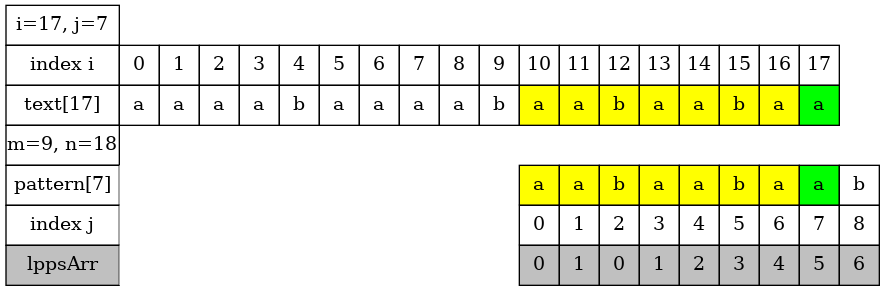 i=17, j=7
index i 0 1 2 3 4 5 6 7 8 9 10 11 12 13 14 15 16 17
text[17] a a a a b a a a a b a a b a a b a a
m=9, n=18
pattern[7] a a b a a b a a b
index j 0 1 2 3 4 5 6 7 8
lppsArr 0 1 0 1 2 3 4 5 6